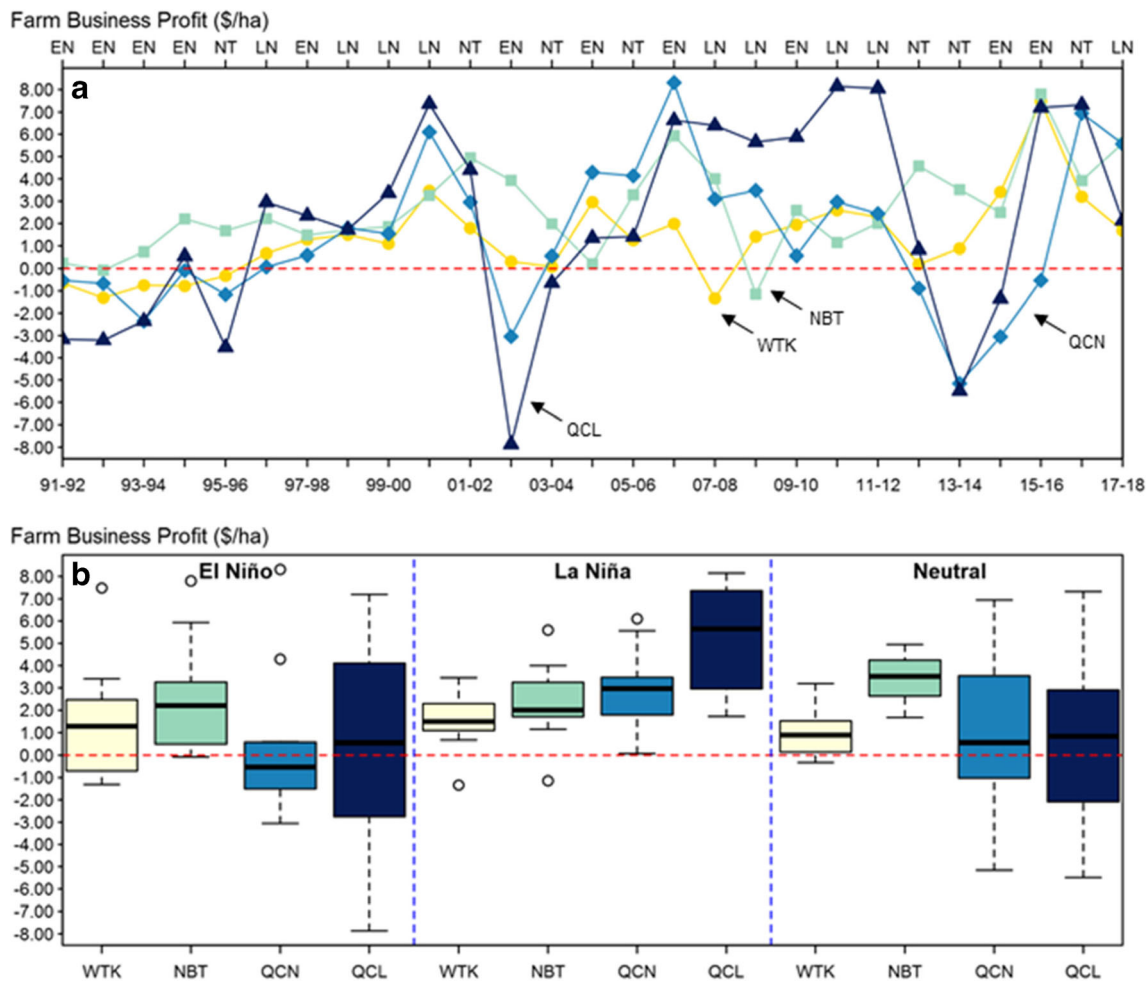 Farm Business Profit ($/ha)
EN EN EN EN NT LN EN LN LN LN NT EN NT EN NT EN LN LN EN LN LN NT NT EN EN NT LN
a
8.00
7.00
6.00
5.00
4.00
3.00
2.00
1.00
0.00
-1.00
-2.00
-3.00
-4.00
-5.00
-6.00
-7.00
-8.00
NBT
WTK
QCN
QCL
91-92 93-94 95-96 97-98 99-00 01-02 03-04 05-06 07-08 09-10 11-12 13-14 15-16 17-18
Farm Business Profit ($/ha)
b
El Niño La Niña Neutral
8.00
7.00
6.00
5.00
4.00
3.00
2.00
1.00
0.00
-1.00
-2.00
-3.00
-4.00
-5.00
-6.00
-7.00
-8.00
WTK NBT QCN QCL WTK NBT QCN QCL WTK NBT QCN QCL